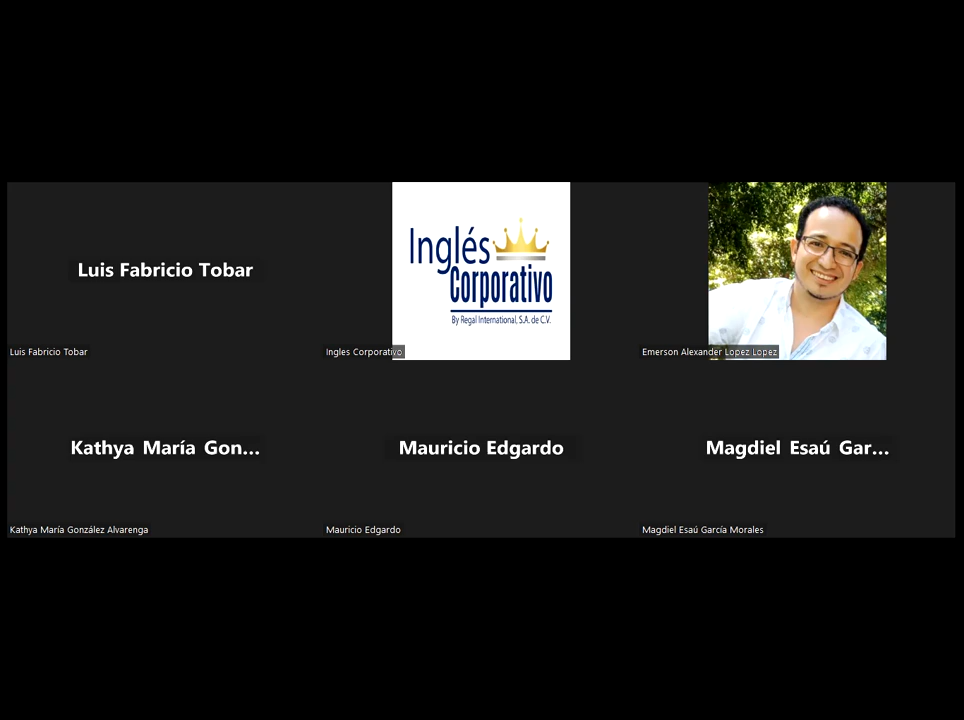 Luis Fabricio Tobar
Luis Fabricio Tobar
Inglés
Corporativo
By Regal International, S.A. de C.V.
Ingles Corporativo
Emerson Alexander Lopez Lopez
Kathya María Gon...
Kathya María González Alvarenga
Mauricio Edgardo
Mauricio Edgardo
Magdiel Esaú Gar...
Magdiel Esaú García Morales